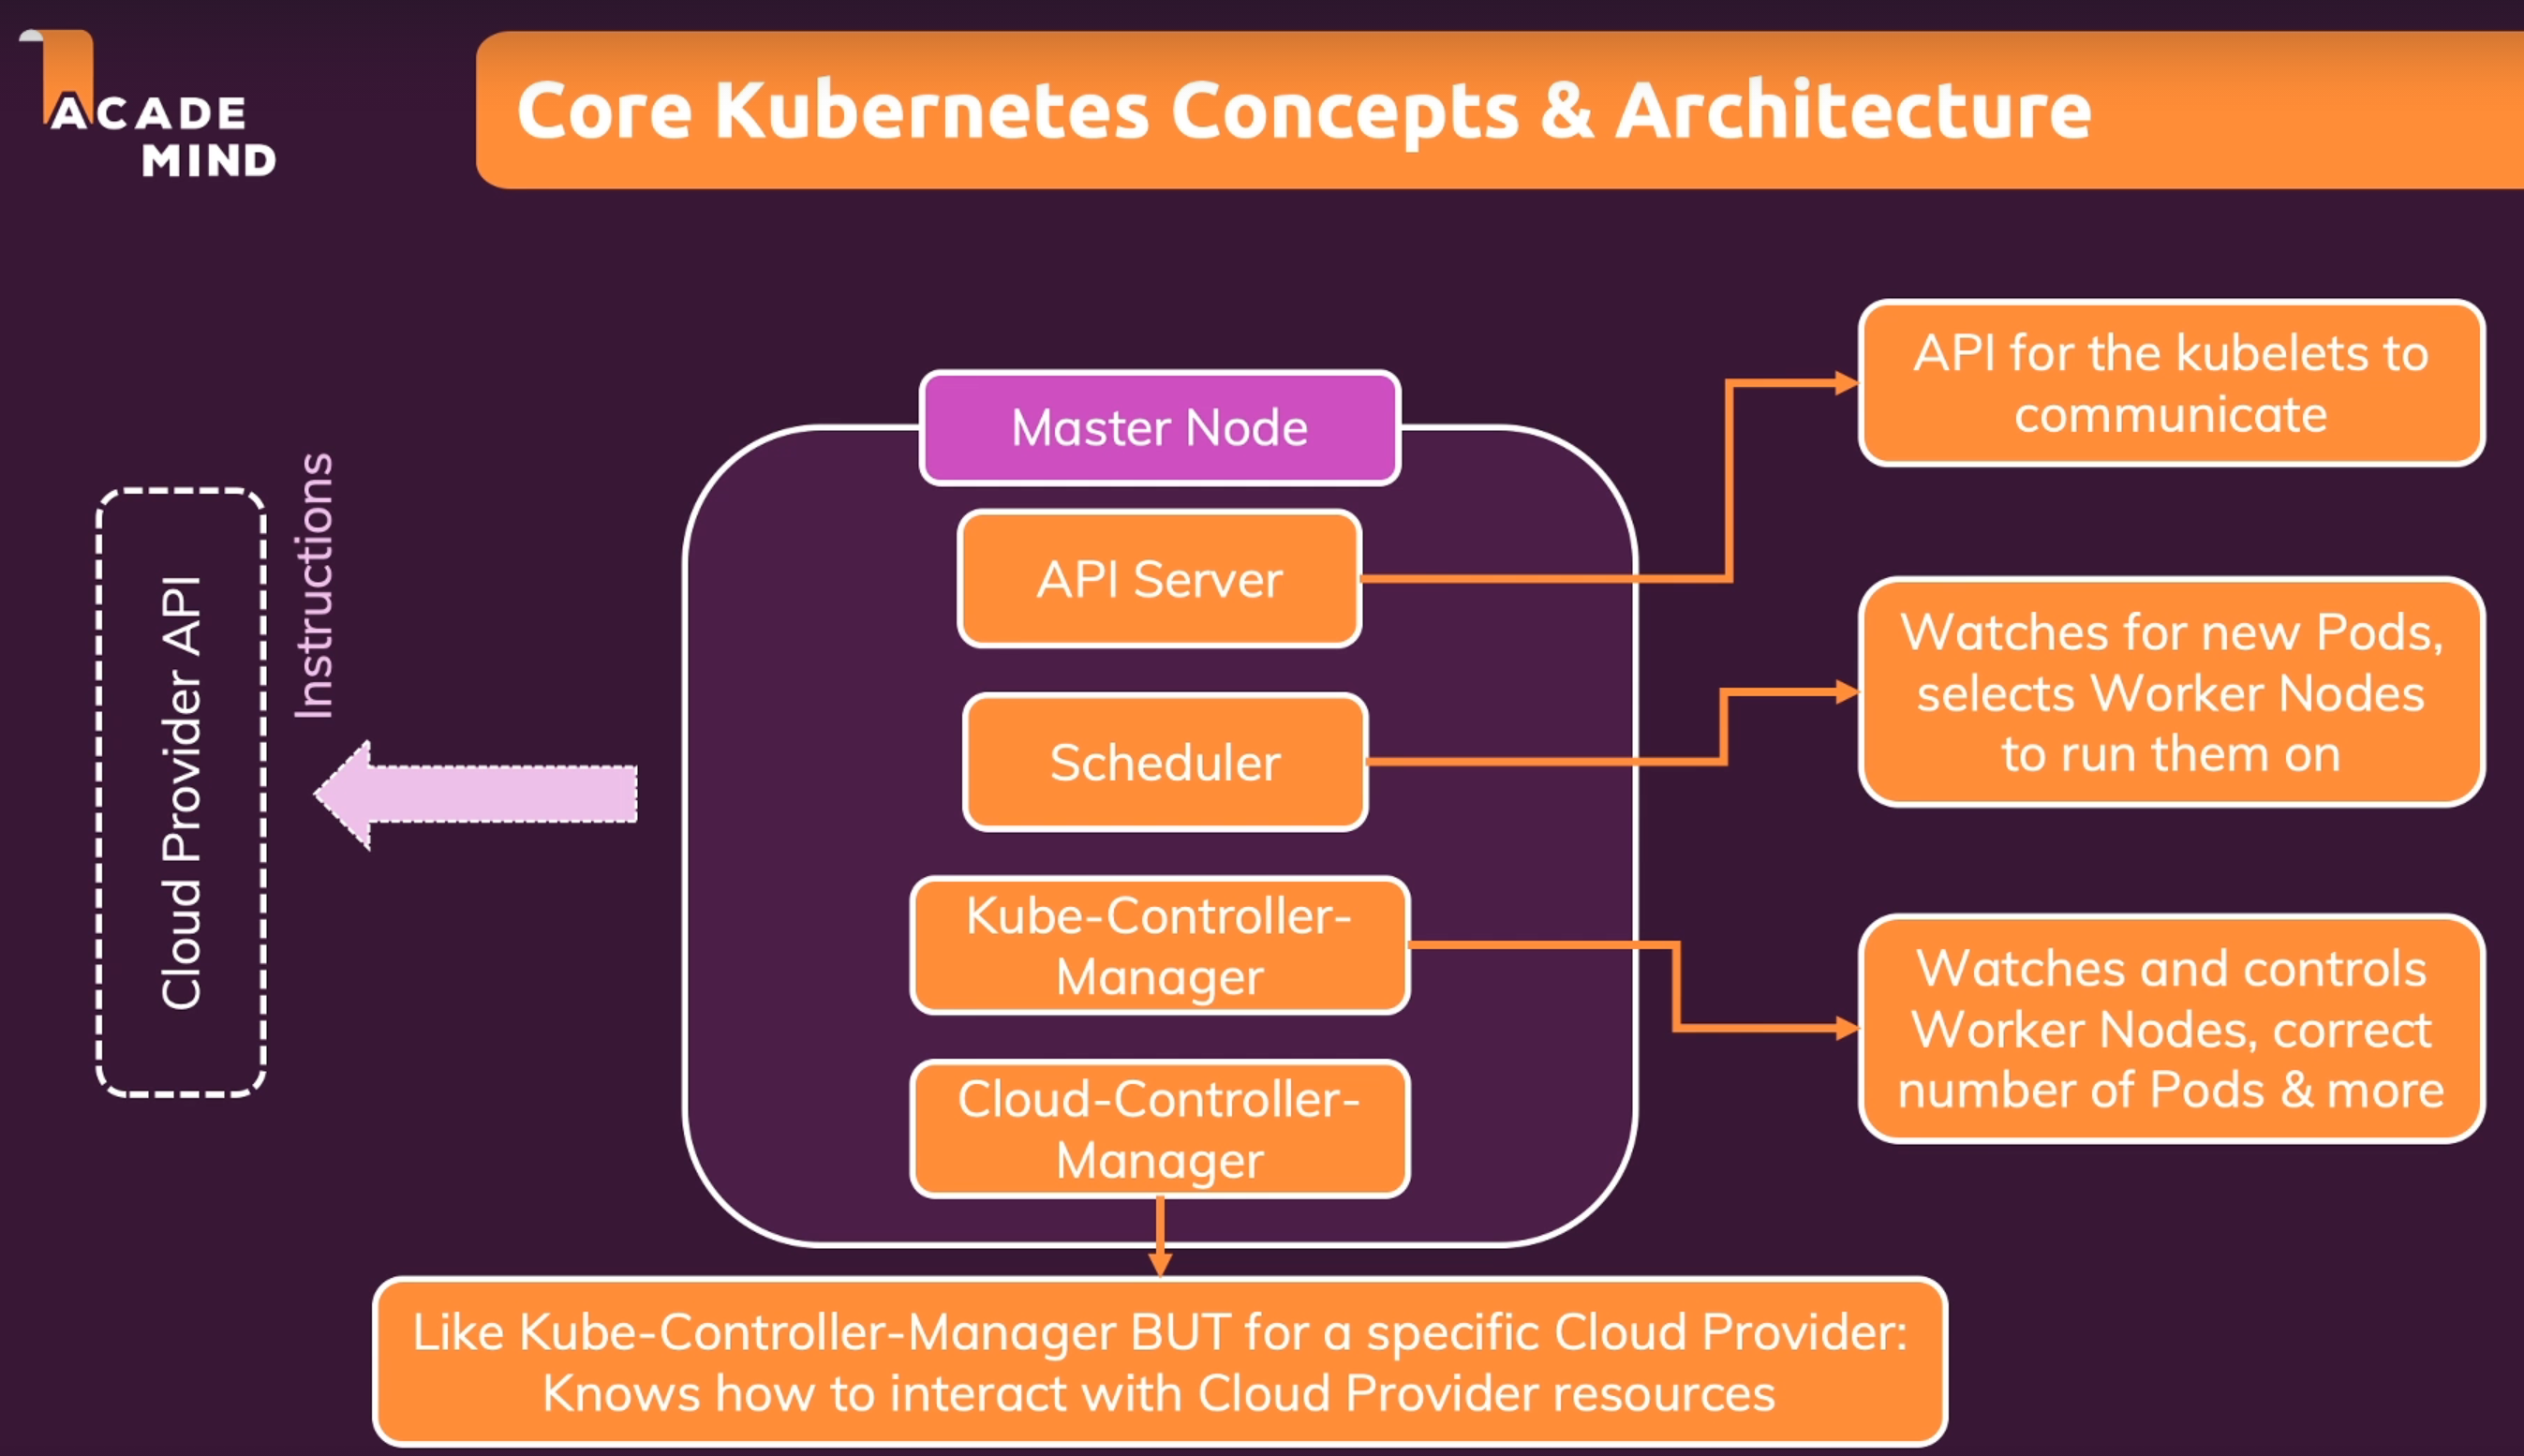 ACADE
MIND
Core Kubernetes Concepts & Architecture
Cloud Provider API
Instructions
Master Node
API Server
Scheduler
Kube-Controller-
Manager
Cloud-Controller-
Manager
API for the kubelets to
communicate
Watches for new Pods,
selects Worker Nodes
to run them on
Watches and controls
Worker Nodes, correct
number of Pods & more
Like Kube-Controller-Manager BUT for a specific Cloud Provider:
Knows how to interact with Cloud Provider resources